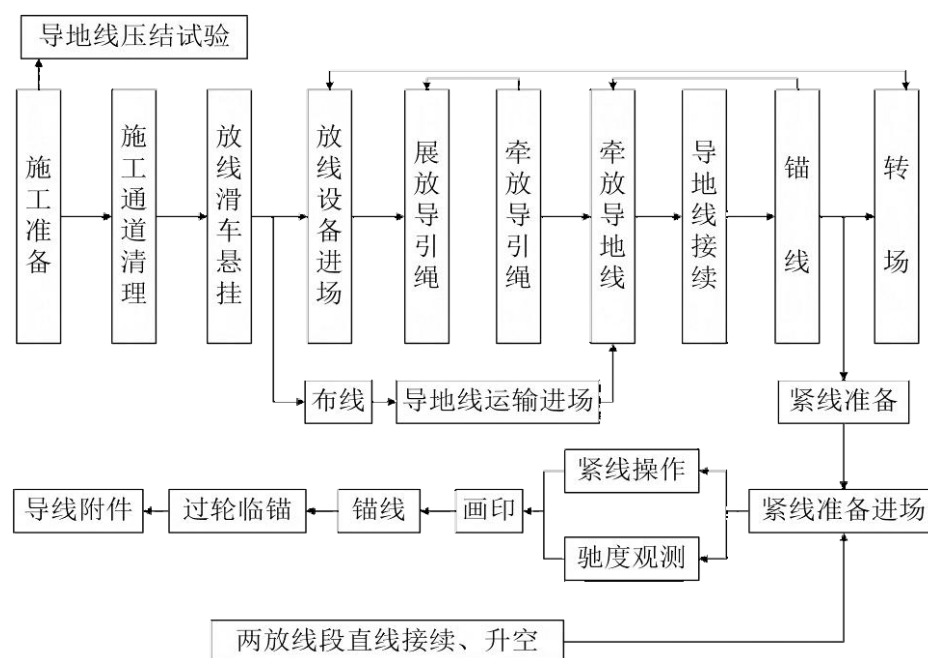 导地线压结试验
施工准备
施工通道清理
放线滑车悬挂
放线设备进场
展放导引绳
牵放导引绳
牵放导地线
导地线接续
锚线
转场
布线
导地线运输进场
紧线准备
紧线操作
导线附件
过轮临锚
锚线
画印
紧线准备进场
驰度观测
两放线段直线接续、升空